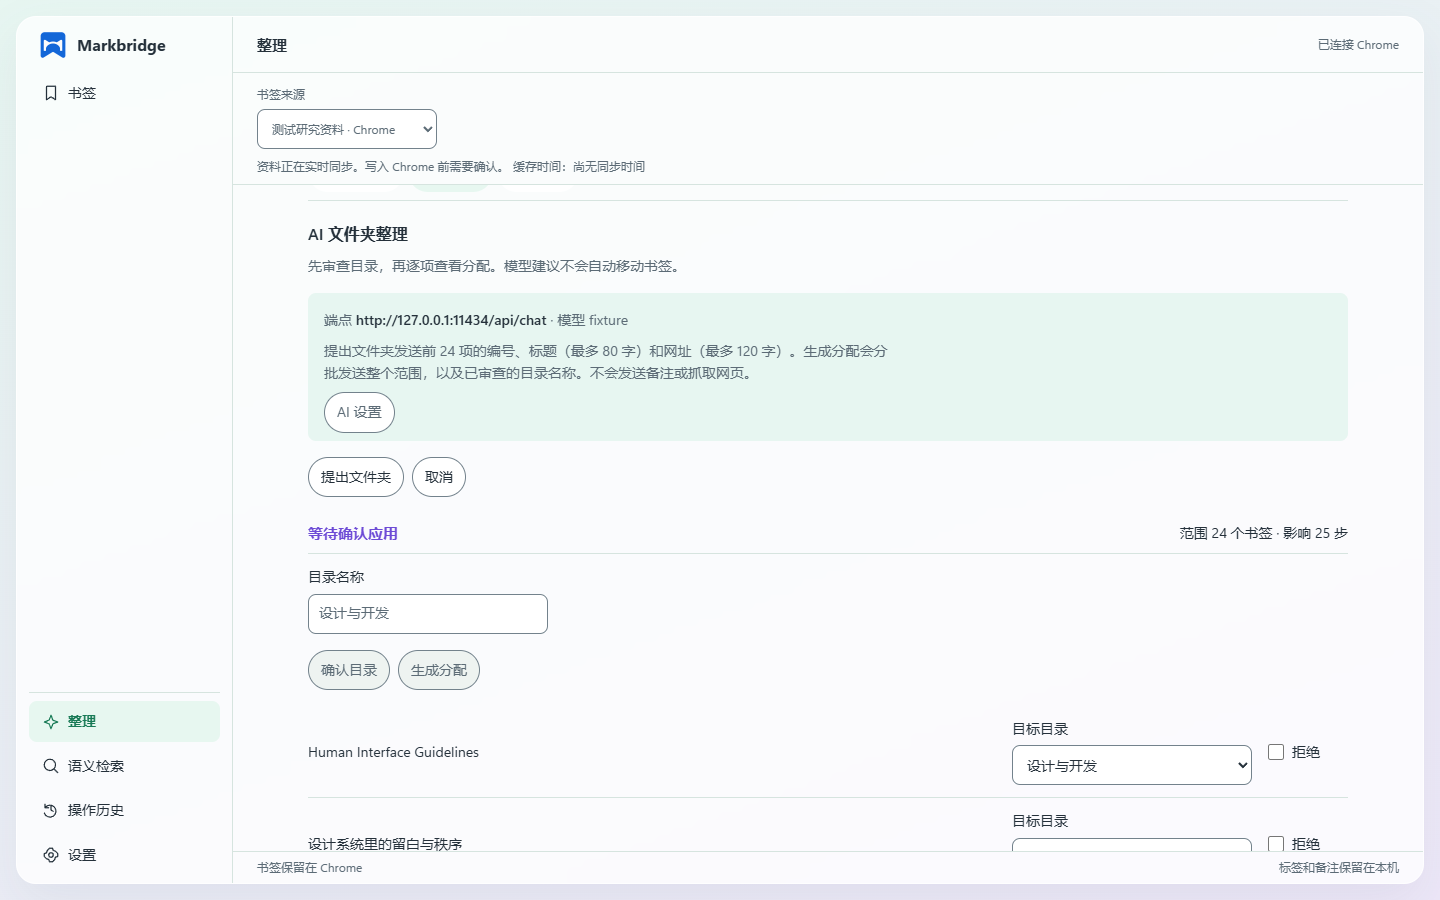 Markbridge
书签
整理
语义检索
操作历史
设置
整理
已连接 Chrome
书签来源
测试研究资料 · Chrome
资料正在实时同步。写入 Chrome 前需要确认。 缓存时间：尚无同步时间
AI 文件夹整理
先审查目录，再逐项查看分配。模型建议不会自动移动书签。
端点 http://127.0.0.1:11434/api/chat · 模型 fixture
提出文件夹发送前 24 项的编号、标题（最多 80 字）和网址（最多 120 字）。生成分配会分
批发送整个范围，以及已审查的目录名称。不会发送备注或抓取网页。
AI 设置
提出文件夹 取消
等待确认应用 范围 24 个书签 · 影响 25 步
目录名称
设计与开发
确认目录 生成分配
目标目录
Human Interface Guidelines 设计与开发 拒绝
目标目录
设计系统里的留白与秩序 拒绝
书签保留在 Chrome 标签和备注保留在本机